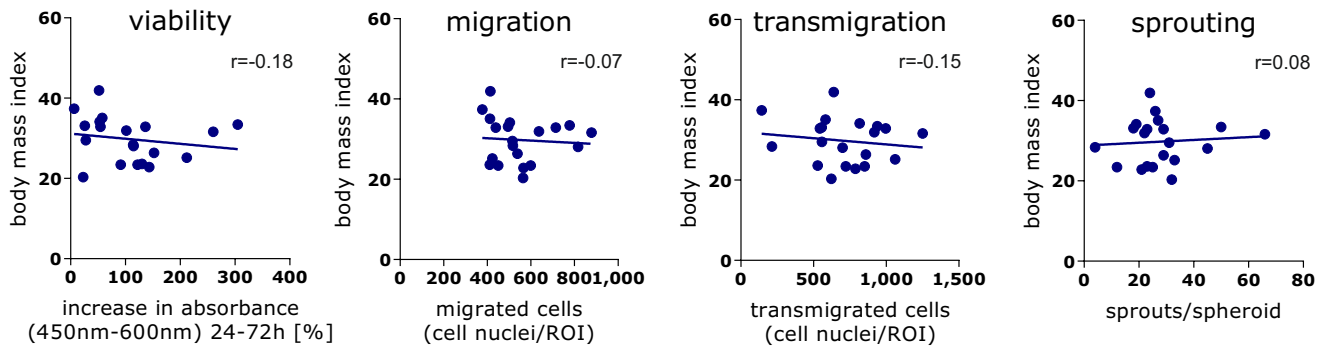 viability
r=-0.18
body mass index
60
40
20
0
0 100 200 300 400
increase in absorbance
(450nm-600nm) 24-72h [%]
migration
r=-0.07
body mass index
60
40
20
0
0 200 400 600 8001,000
migrated cells
(cell nuclei/ROI)
transmigration
r=-0.15
body mass index
60
40
20
0
0 500 1,000 1,500
transmigrated cells
(cell nuclei/ROI)
sprouting
r=0.08
body mass index
60
40
20
0
0 20 40 60 80
sprouts/spheroid